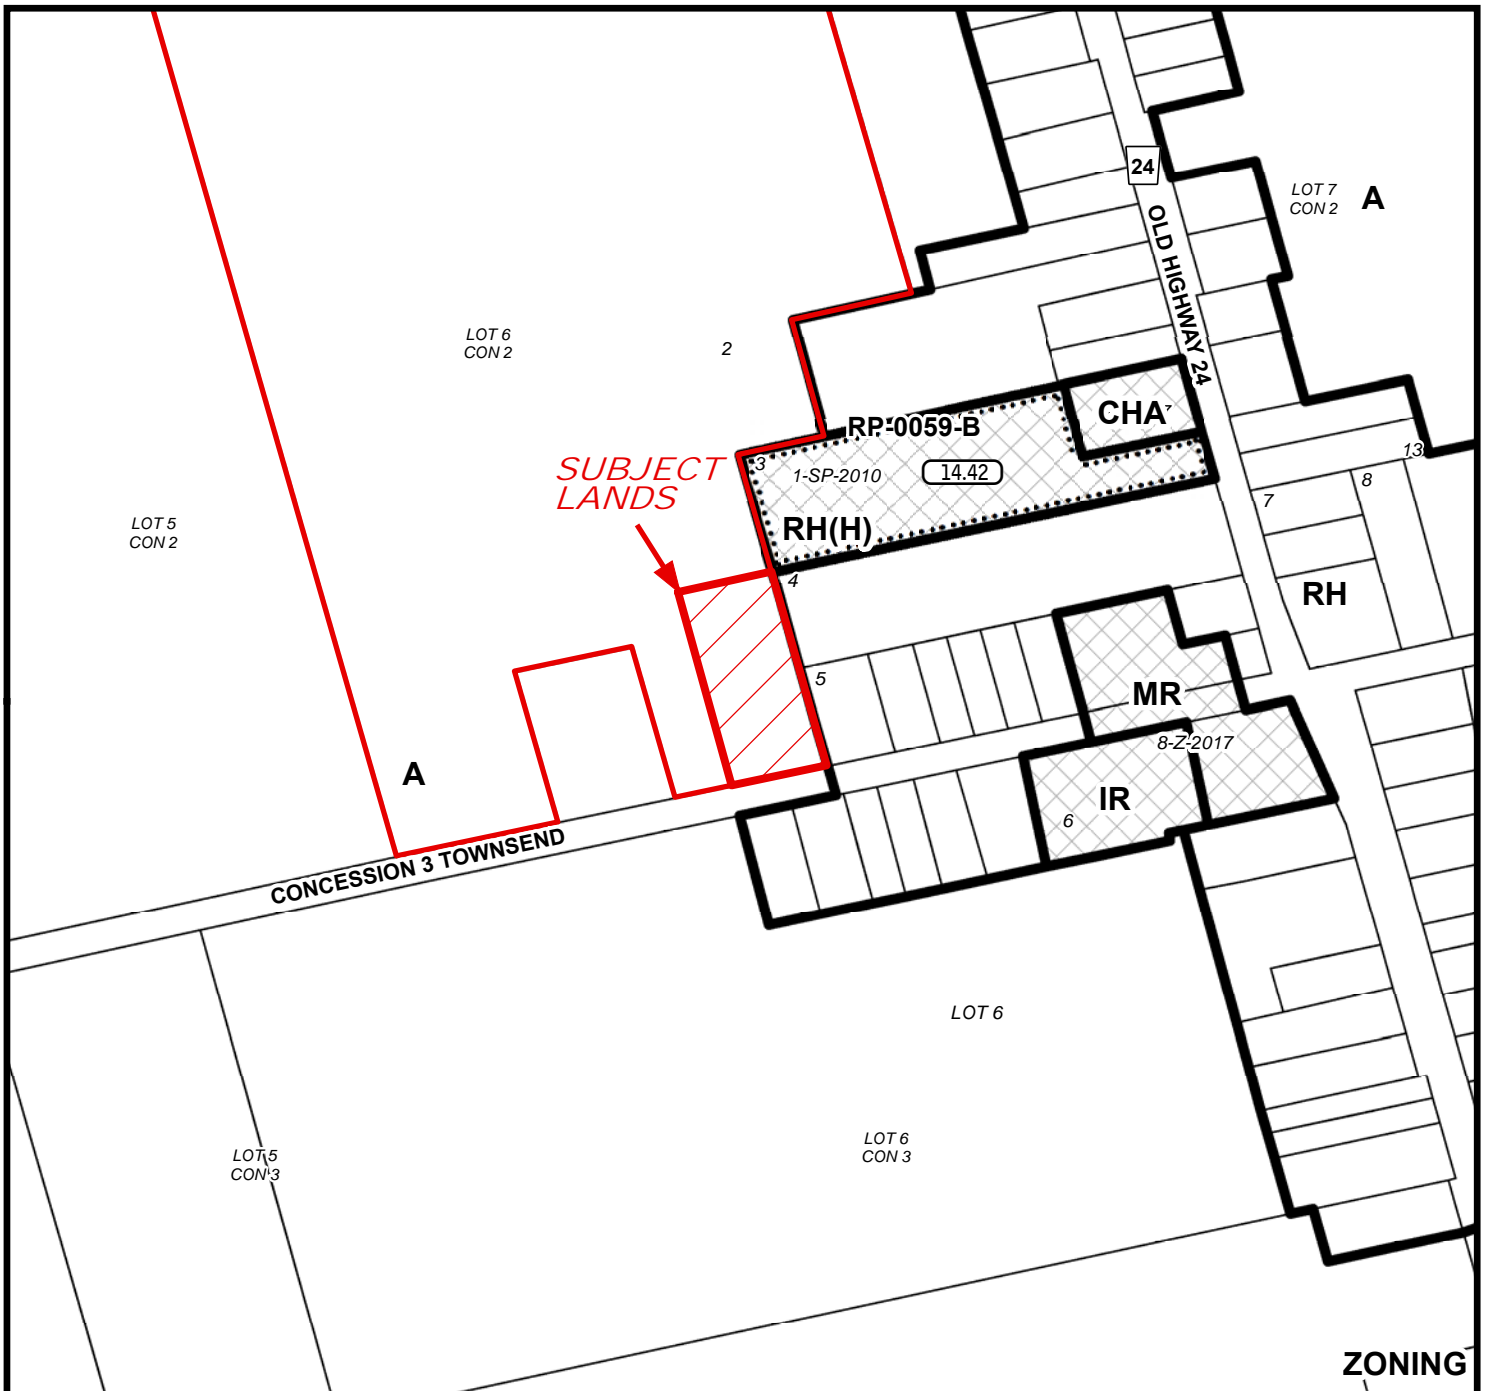 24
LOT 7
CON 2
A
OLD HIGHWAY 24
LOT 6
CON 2
2
CHA
7
RP-0059-B
3
1-SP-2010
14.42
13
8
7
SUBJECT
LANDS
LOT 5
CON 2
RH(H)
4
RH
5
MR
8-Z-2017
A
IR
6
CONCESSION 3 TOWNSEND
LOT 6
LOT 5
CON 3
LOT 6
CON 3
ZONING